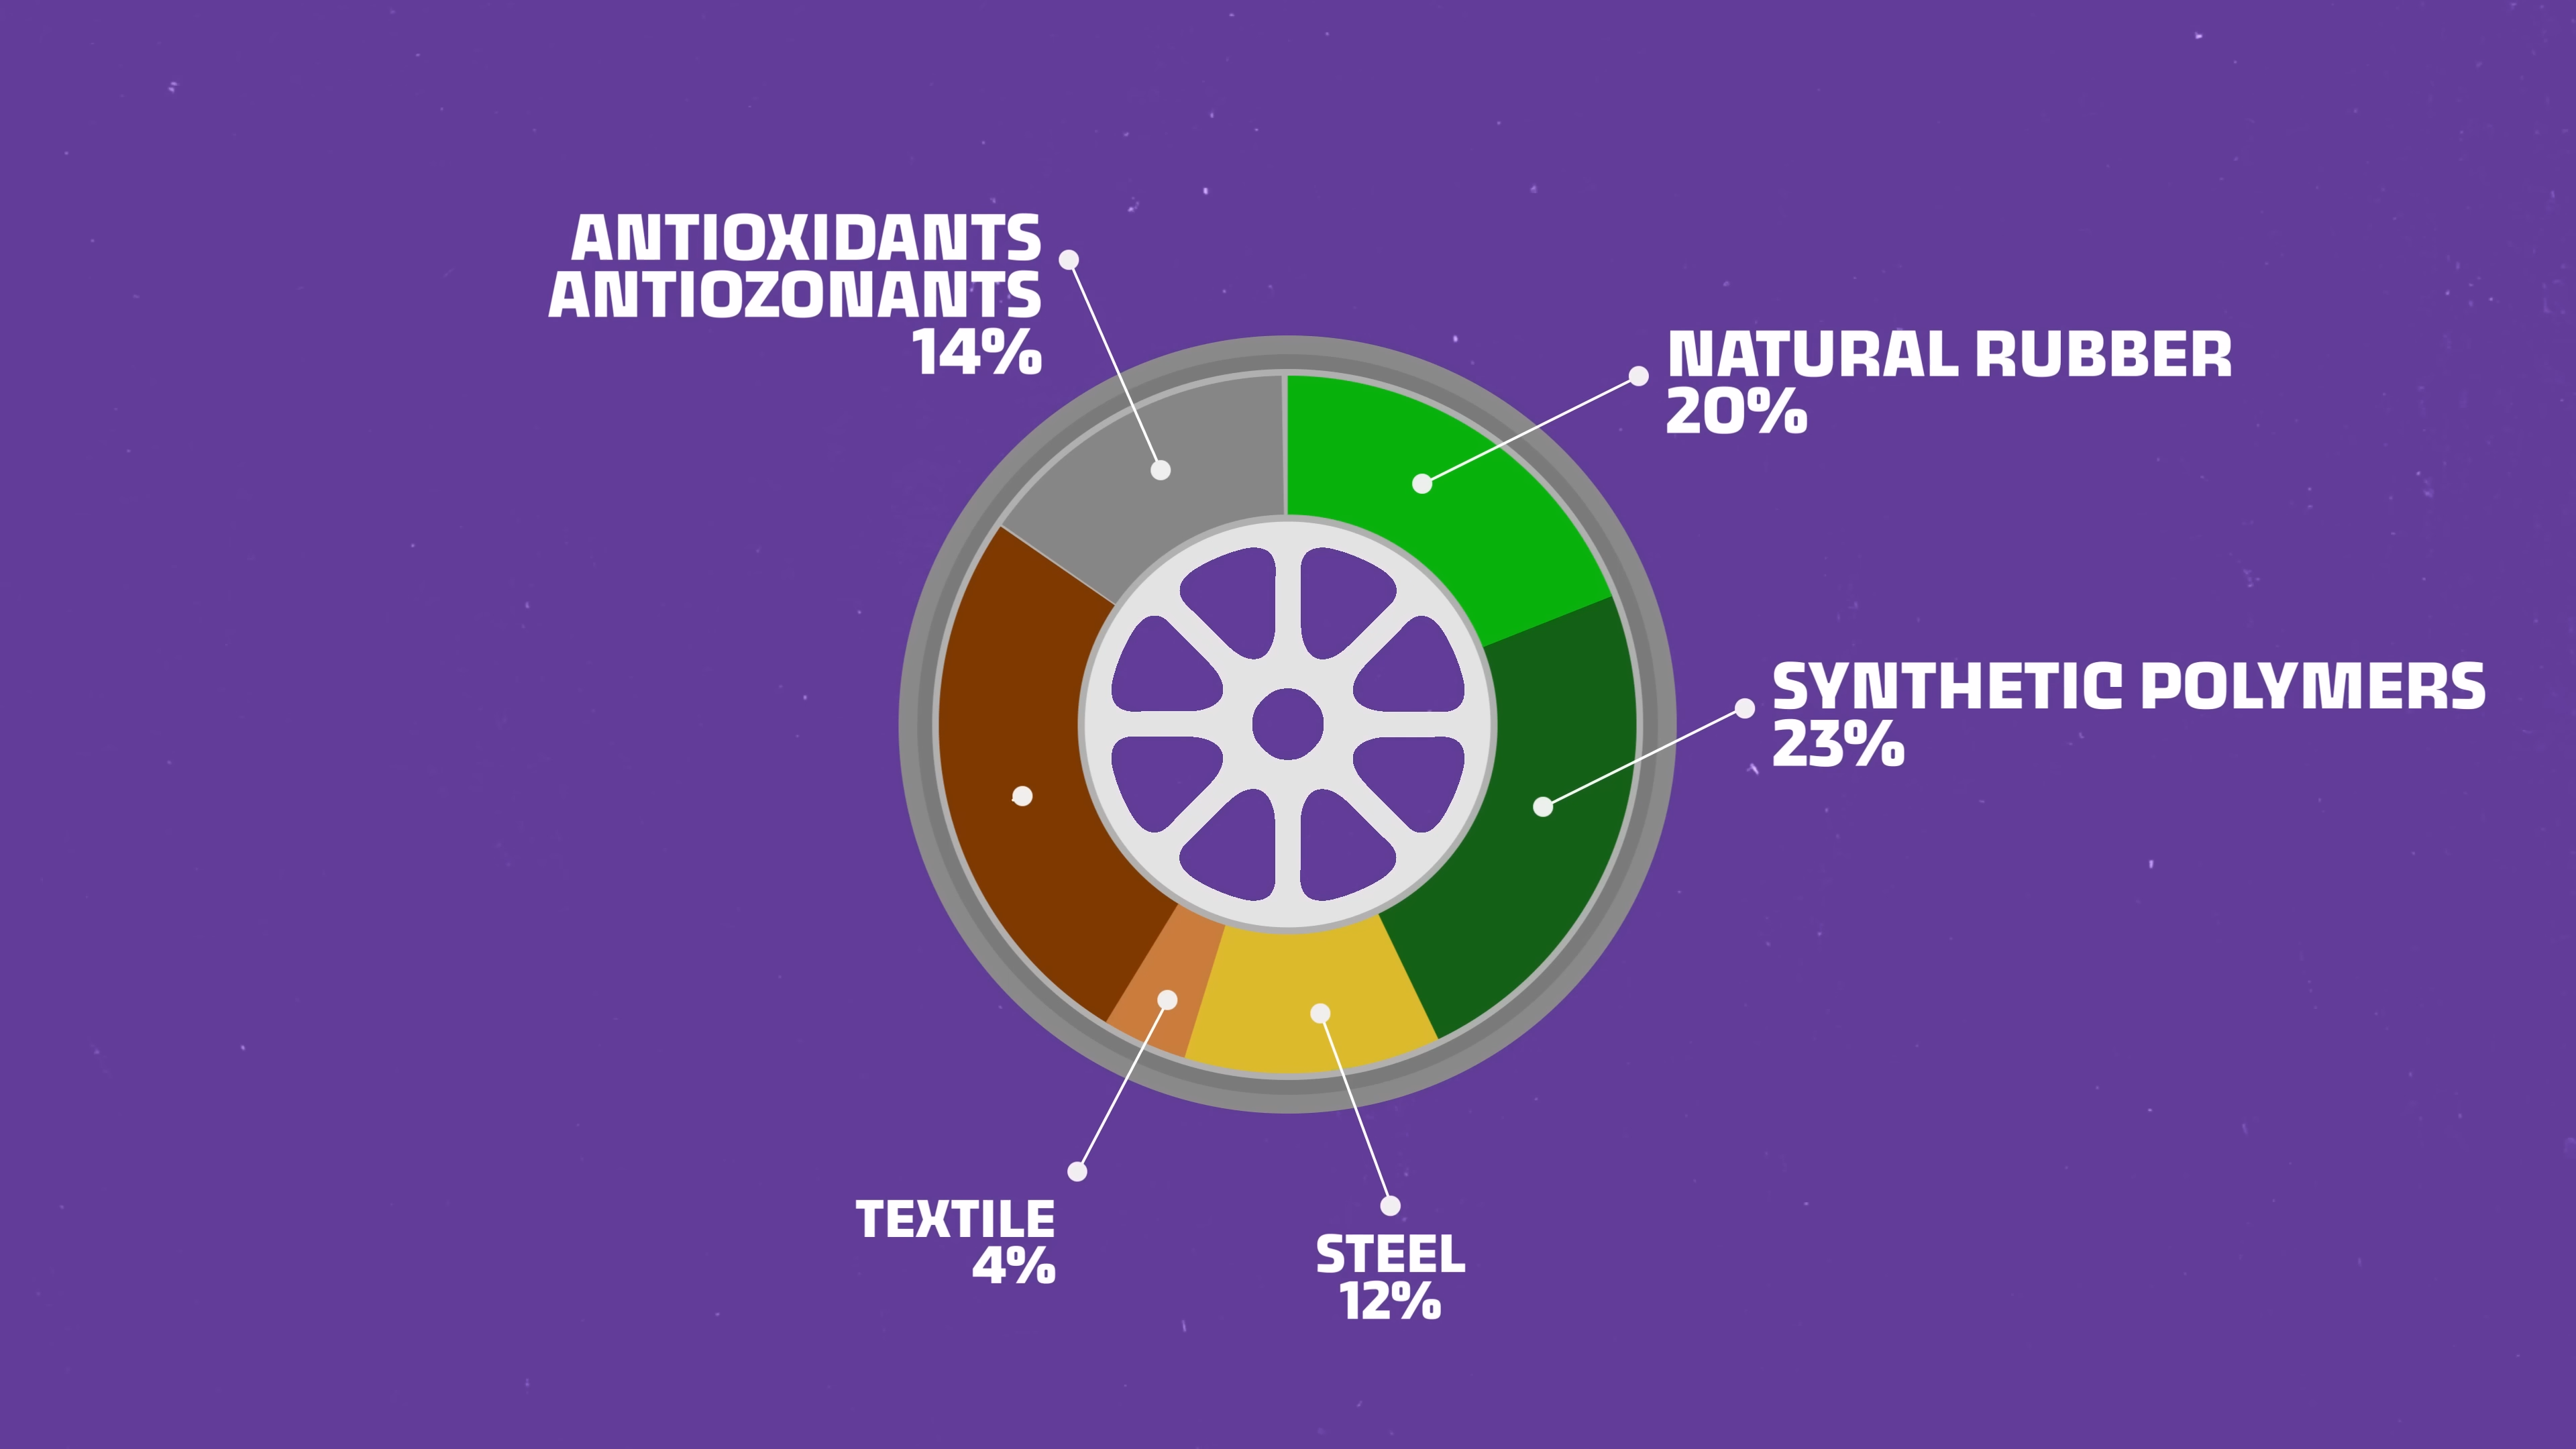 ANTIOXIDANTS
ANTIOZONANTS
14%
NATURAL RUBBER
20%
SYNTHETIC POLYMERS
23%
TEXTILE
4%
STEEL
12%